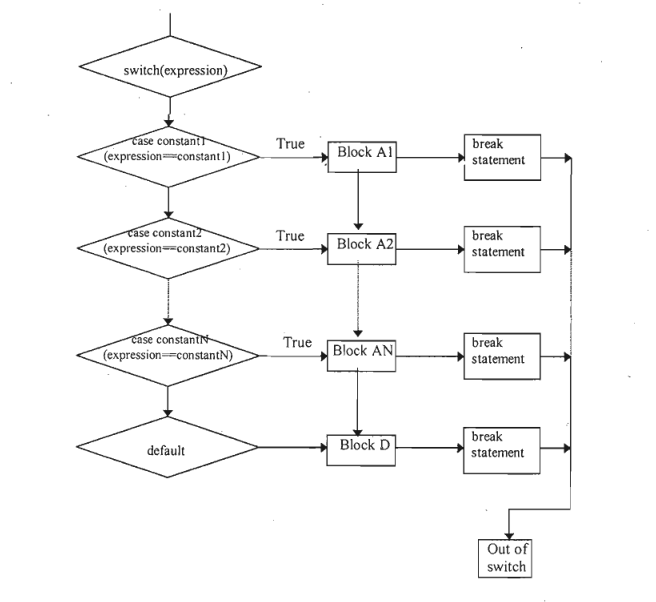 switch(expression)
case constant1
(expression==constant1)
True
Block A1
break
statement
case constant2
(expression==constant2)
True
Block A2
break
statement
case constantN
(expression==constantN)
True
Block AN
break
statement
default
Block D
break
statement
Out of
switch